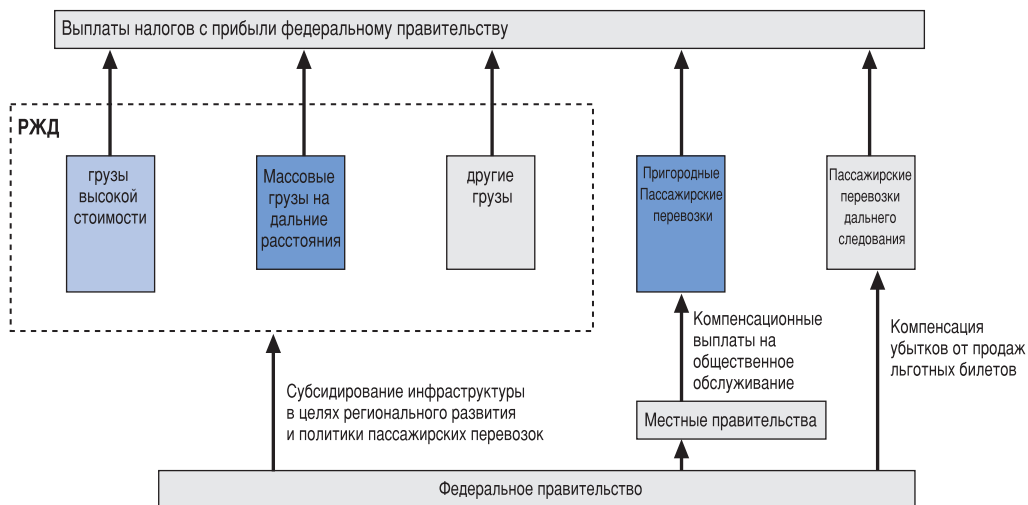 Выплаты налогов с прибыли федеральному правительству
РЖД
грузы
высокой
стоимости
Массовые
грузы на
дальние
расстояния
другие
грузы
Пригородные
Пассажирские
перевозки
Пассажирские
перевозки
дальнего
следования
Субсидирование инфраструктуры
в целях регионального развития
и политики пассажирских перевозок
Компенсационные
выплаты на
общественное
обслуживание
Компенсация
убытков от продаж
льготных билетов
Местные правительства
Федеральное правительство